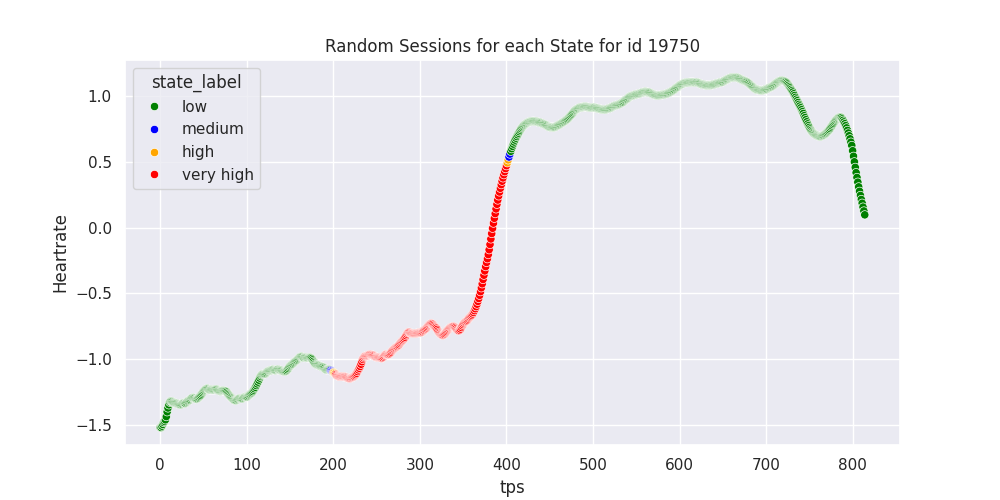 Random Sessions for each State for id 19750
state_label
low
medium
high
very high
Heartrate
1.0
0.5
0.0
−0.5
−1.0
−1.5
0 100 200 300 400 500 600 700 800
tps